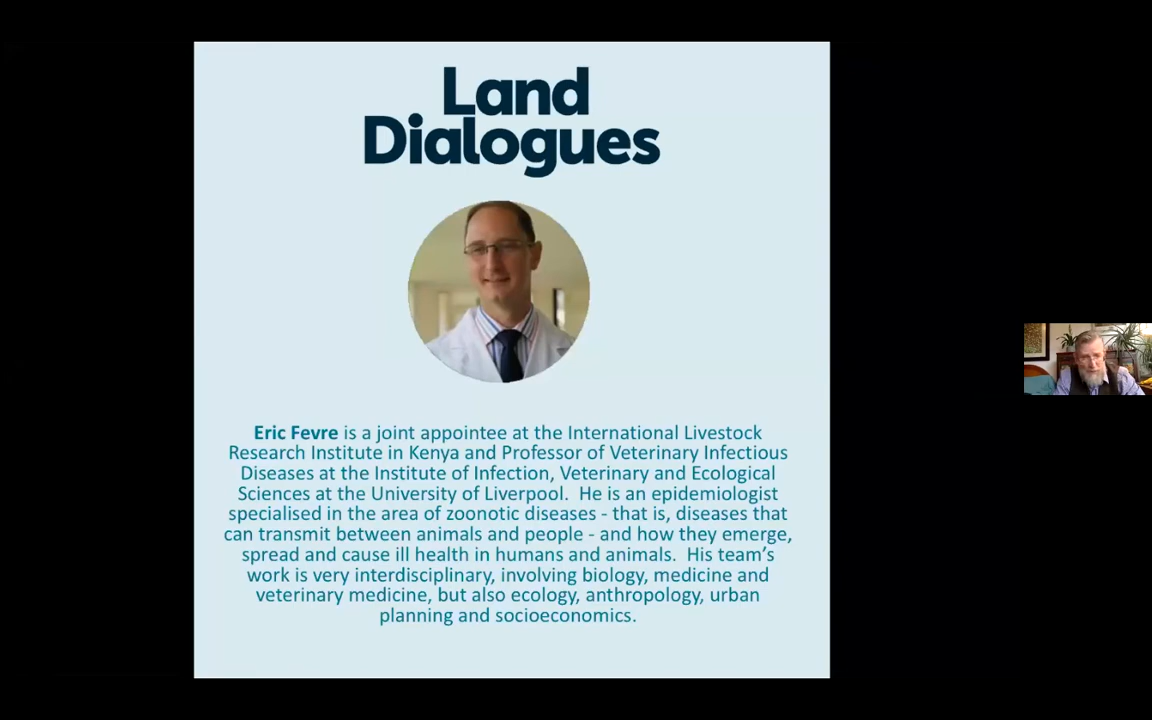 Land
Dialogues
Eric Fevre is a joint appointee at the International Livestock
Research Institute in Kenya and Professor of Veterinary Infectious
Diseases at the Institute of Infection, Veterinary and Ecological
Sciences at the University of Liverpool.  He is an epidemiologist
specialised in the area of zoonotic diseases - that is, diseases that
can transmit between animals and people - and how they emerge,
spread and cause ill health in humans and animals.  His team's
work is very interdisciplinary, involving biology, medicine and
veterinary medicine, but also ecology, anthropology, urban
planning and socioeconomics.